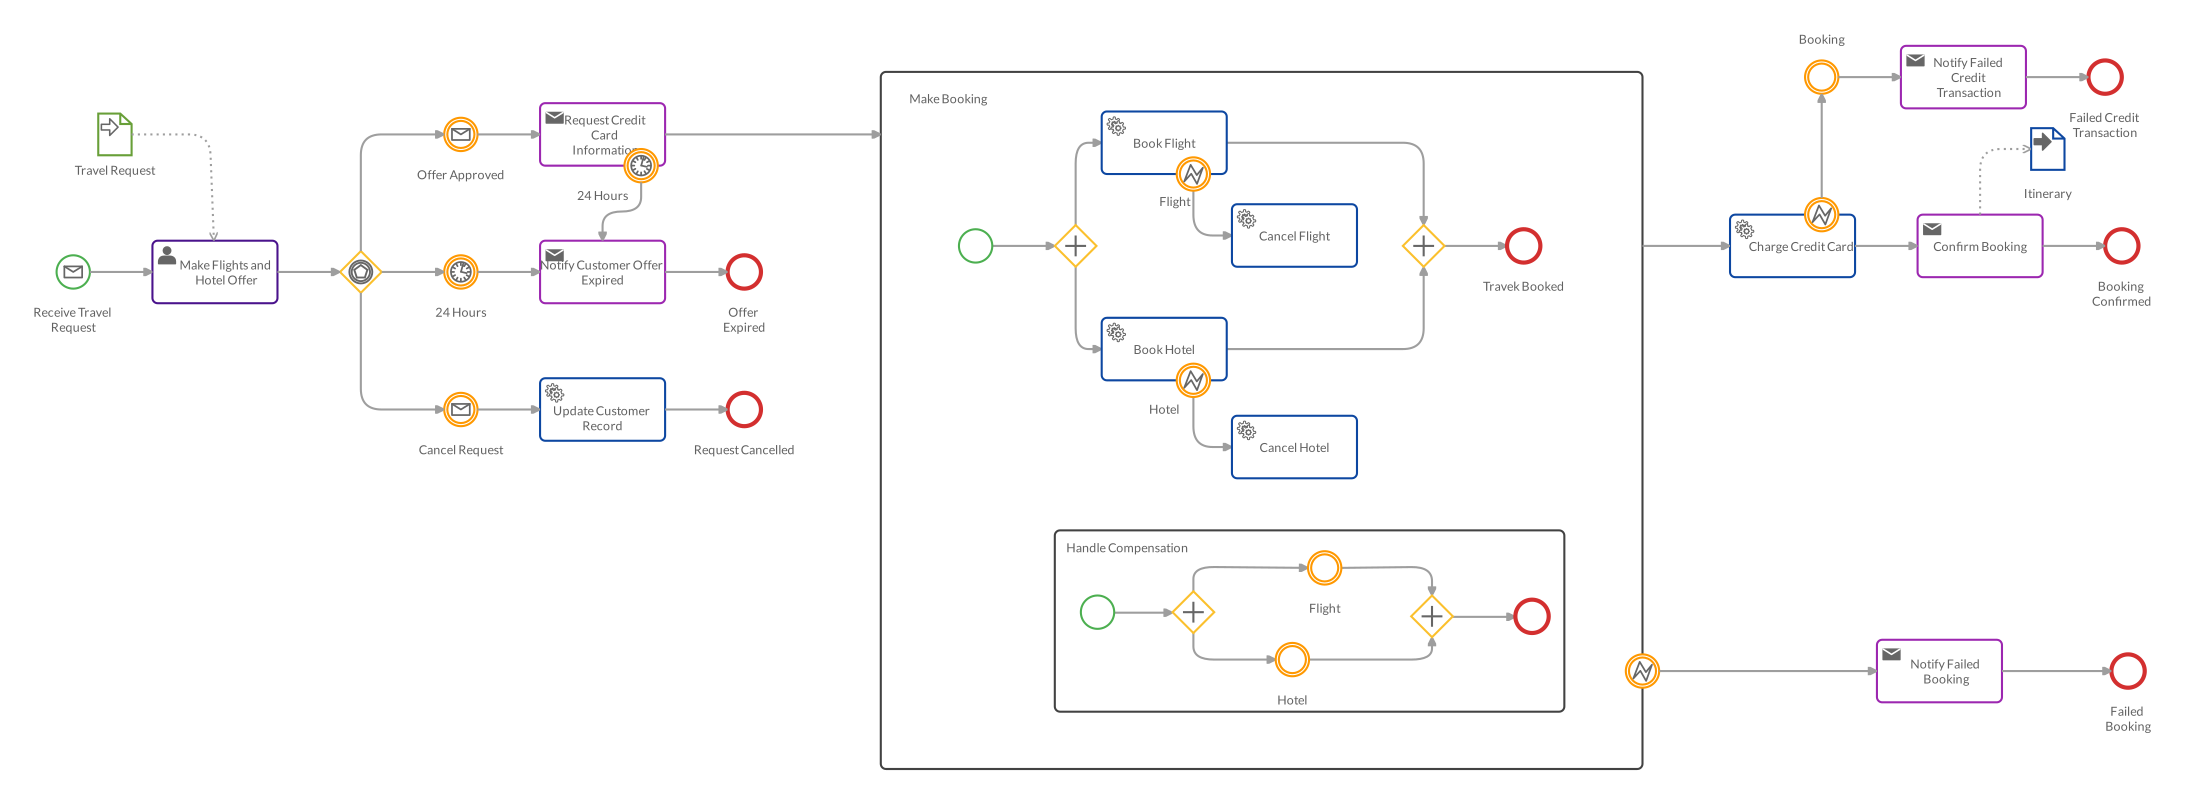 Travel Request
Receive Travel
Request
Make Flights and
Hotel Offer
Offer Approved
24 Hours
Cancel Request
Request Credit
Card
Information
24 Hours
Notify Customer Offer
Expired
Update Customer
Record
Offer
Expired
Request Cancelled
Make Booking
Book Flight
Flight
Cancel Flight
Book Hotel
Hotel
Cancel Hotel
Travek Booked
Handle Compensation
Flight
Hotel
Booking
Notify Failed
Credit
Transaction
Failed Credit
Transaction
Itinerary
Charge Credit Card
Confirm Booking
Booking
Confirmed
Notify Failed
Booking
Failed
Booking